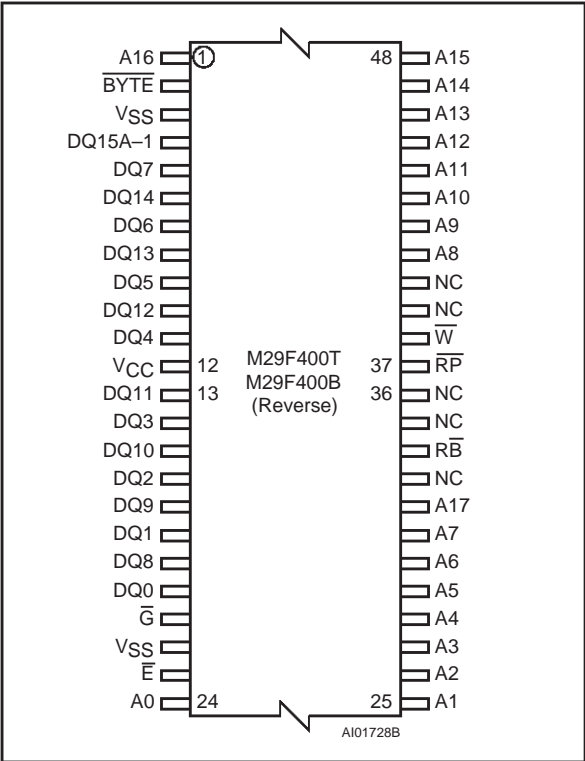 A16 1 48 A15
B̅Y̅T̅E̅ A14
VSS A13
DQ15A–1 A12
DQ7 A11
DQ14 A10
DQ6 A9
DQ13 A8
DQ5 NC
DQ12 NC
DQ4 W̅
VCC 12 M29F400T 37 R̅P̅
DQ11 13 M29F400B 36 NC
(Reverse)
DQ3 NC
DQ10 RB̅
DQ2 NC
DQ9 A17
DQ1 A7
DQ8 A6
DQ0 A5
G̅ A4
VSS A3
E̅ A2
A0 24 25 A1
AI01728B